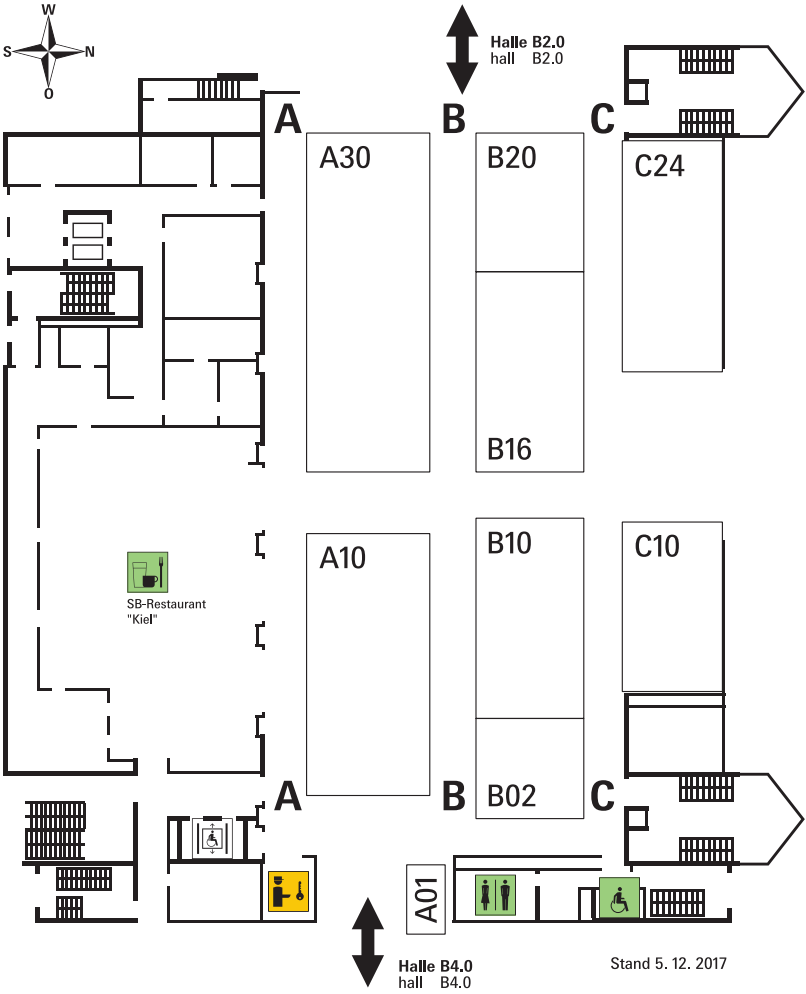 W
S N
O
Halle B2.0
hall B2.0
A B C
A30 B20 C24
B16
A10 B10 C10
SB-Restaurant
"Kiel"
A B B02 C
A01
Halle B4.0
hall B4.0
Stand 5. 12. 2017